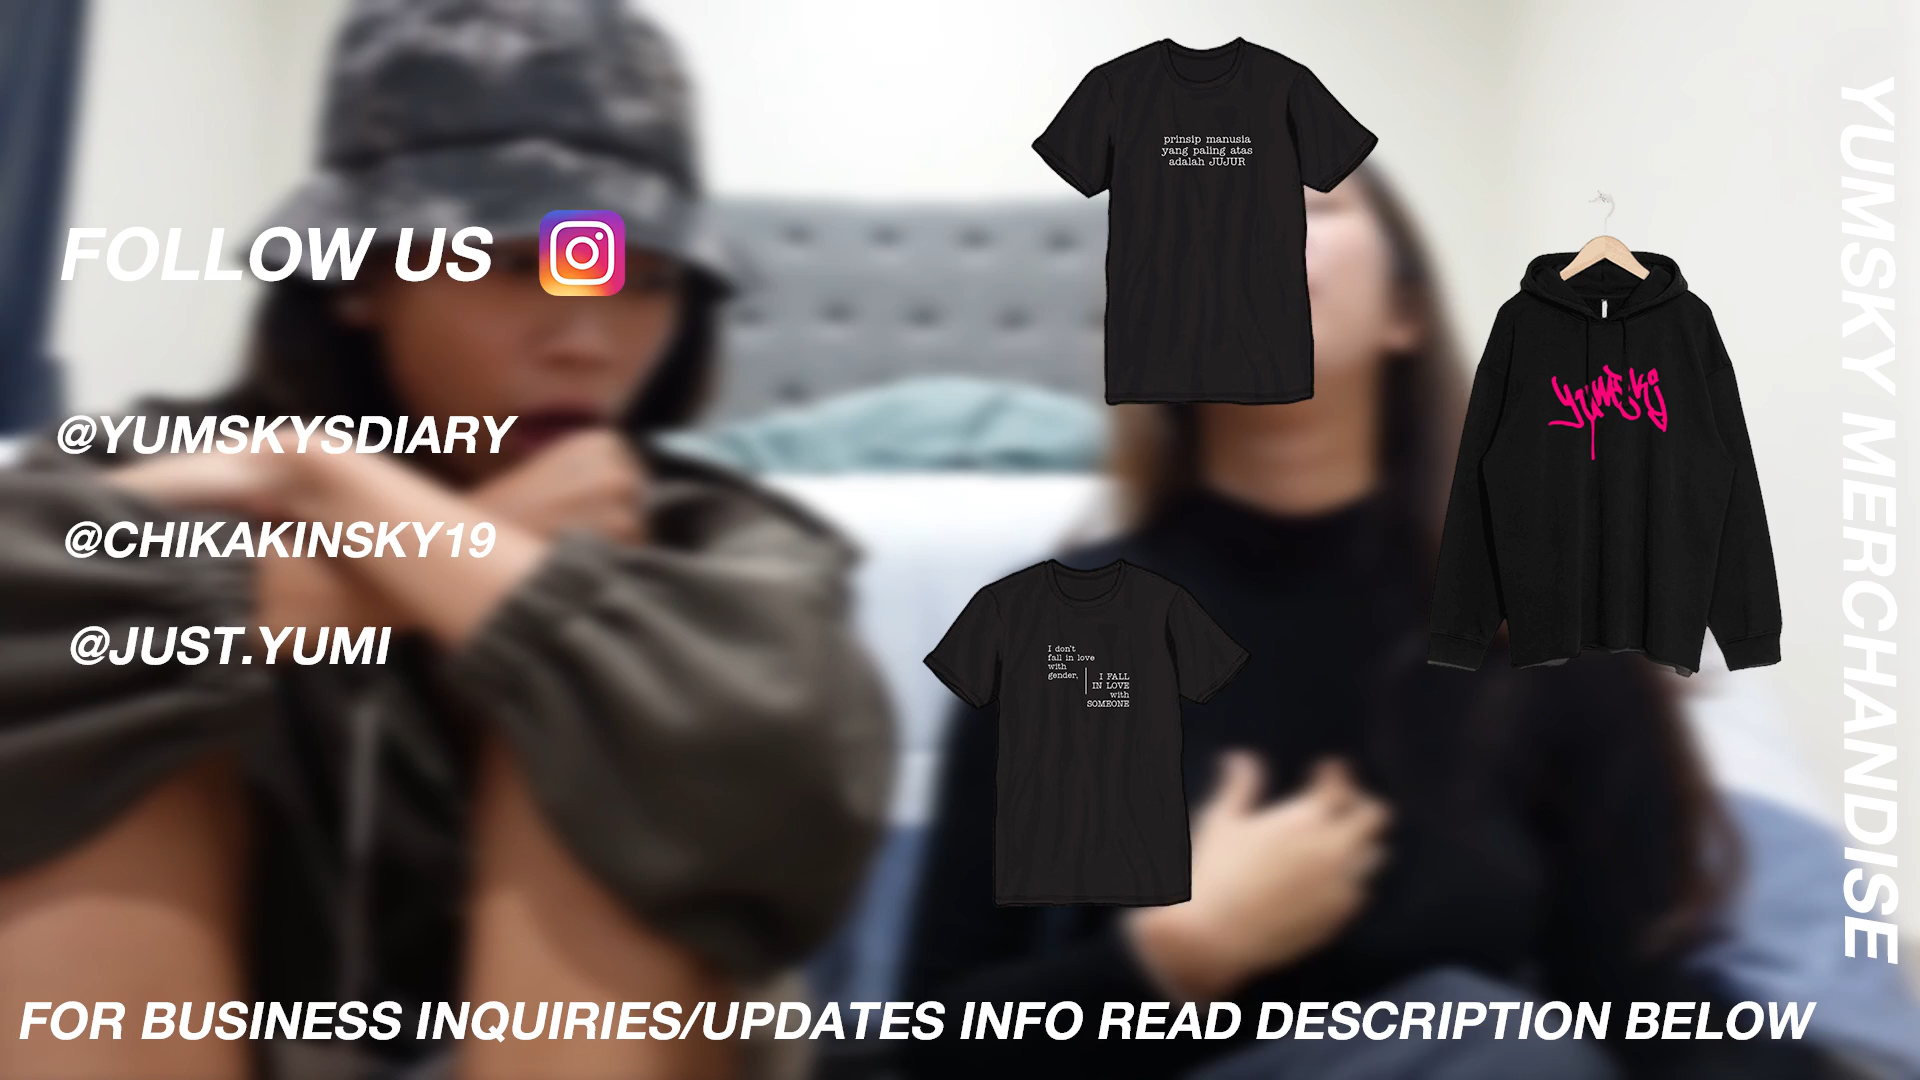 FOLLOW US
@YUMSKYSDIARY
@CHIKAKINSKY19
@JUST.YUMI
prinsip manusia
yang paling atas
adalah JUJUR
yumsky
I don't
fall in love
with
gender,
I FALL
IN LOVE
with
SOMEONE
YUMSKY MERCHANDISE
FOR BUSINESS INQUIRIES/UPDATES INFO READ DESCRIPTION BELOW